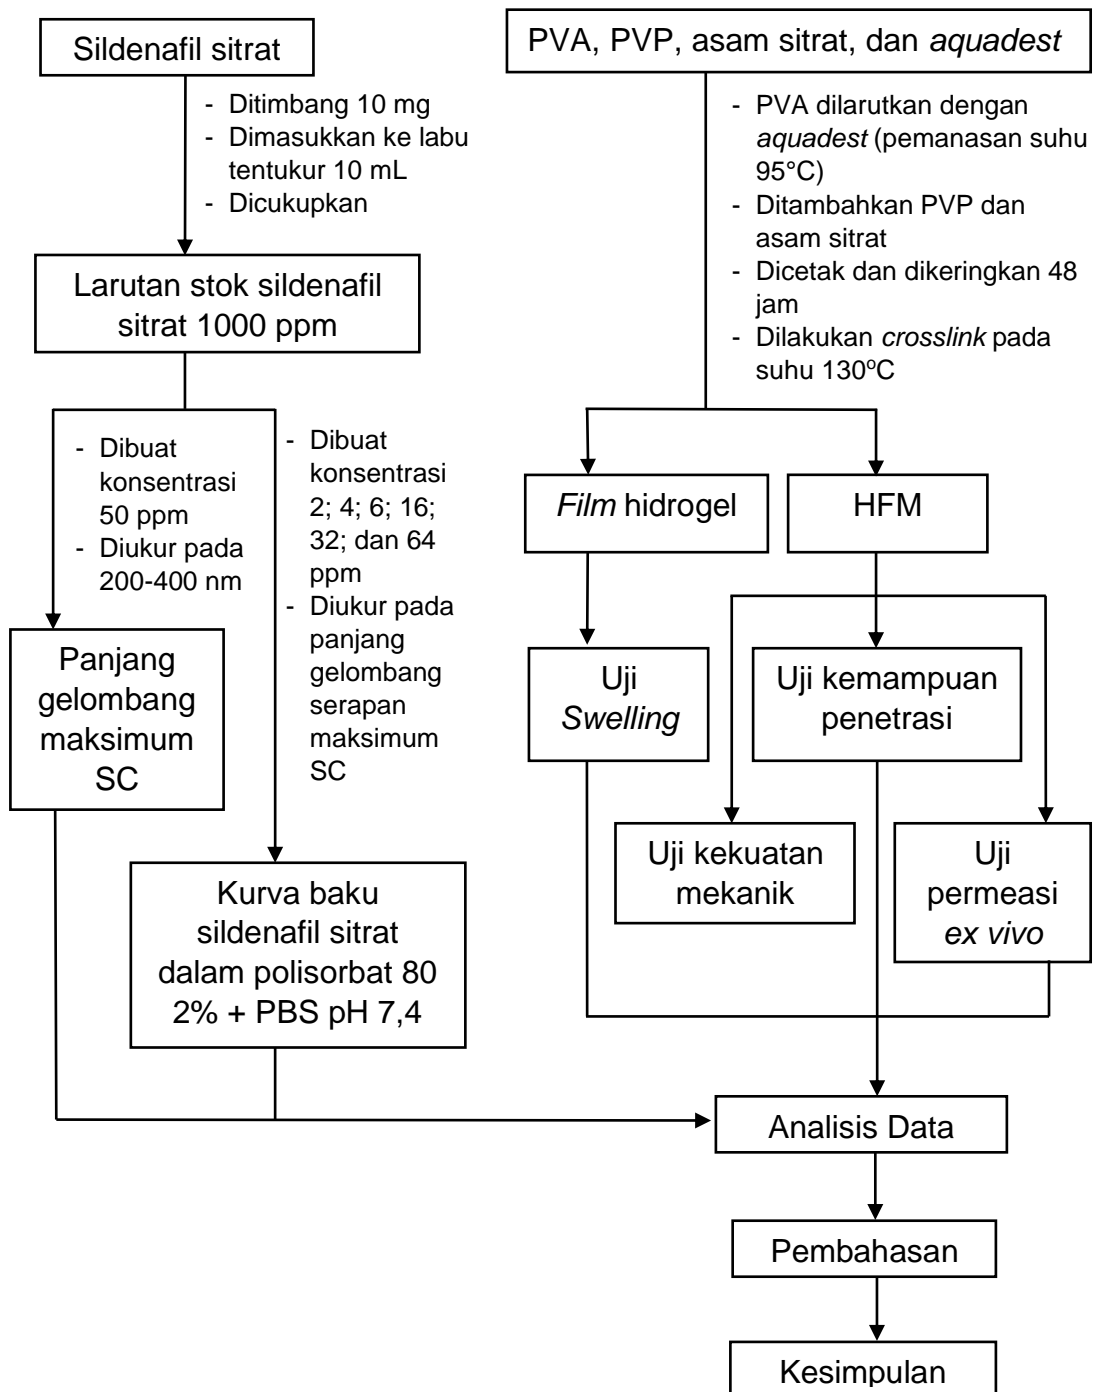 Sildenafil sitrat
- Ditimbang 10 mg
- Dimasukkan ke labu
tentukur 10 mL
- Dicukupkan
Larutan stok sildenafil
sitrat 1000 ppm
- Dibuat
konsentrasi
50 ppm
- Diukur pada
200-400 nm
- Dibuat
konsentrasi
2; 4; 6; 16;
32; dan 64
ppm
- Diukur pada
panjang
gelombang
serapan
maksimum
SC
Panjang
gelombang
maksimum
SC
Kurva baku
sildenafil sitrat
dalam polisorbat 80
2% + PBS pH 7,4
PVA, PVP, asam sitrat, dan aquadest
- PVA dilarutkan dengan
aquadest (pemanasan suhu
95°C)
- Ditambahkan PVP dan
asam sitrat
- Dicetak dan dikeringkan 48
jam
- Dilakukan crosslink pada
suhu 130ºC
Film hidrogel
HFM
Uji
Swelling
Uji kemampuan
penetrasi
Uji kekuatan
mekanik
Uji
permeasi
ex vivo
Analisis Data
Pembahasan
Kesimpulan